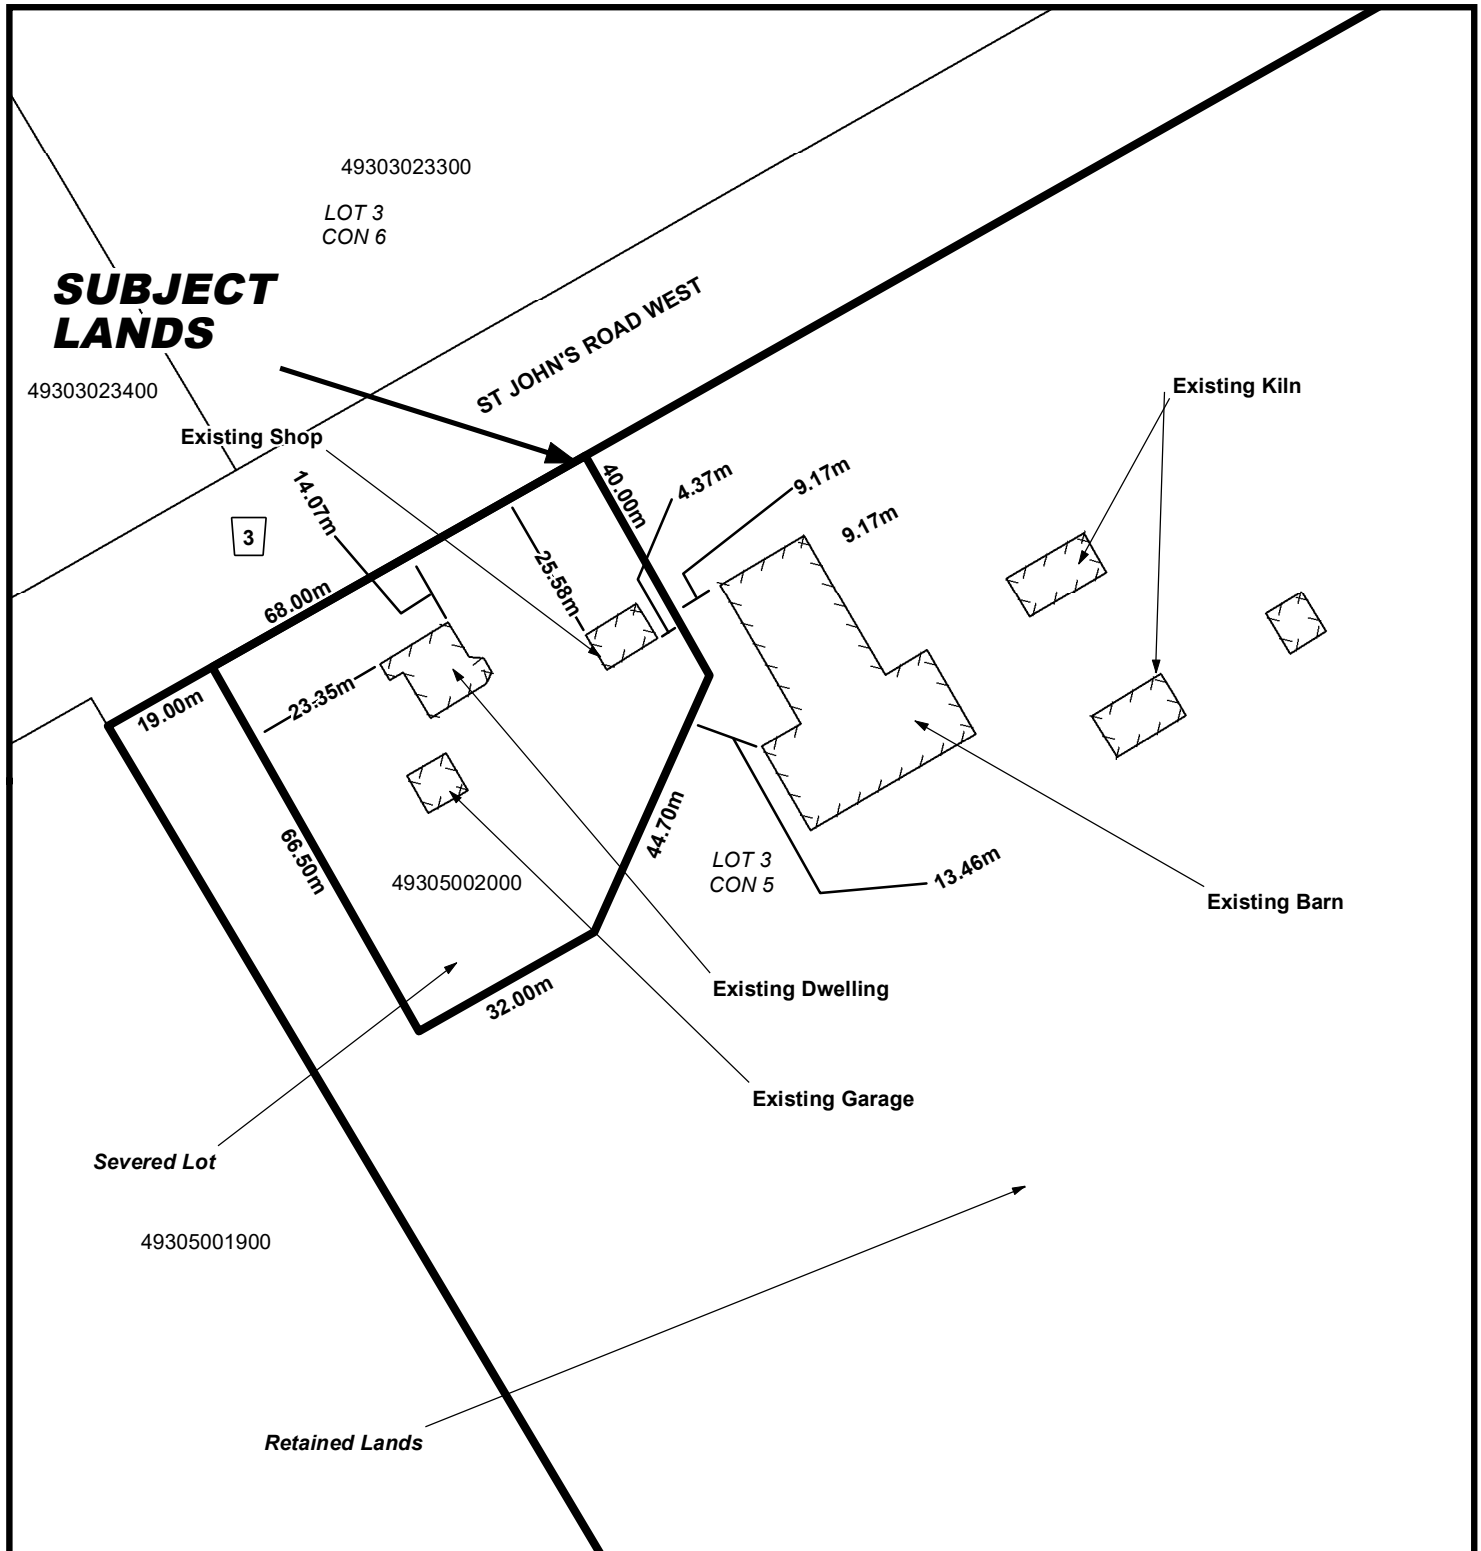 49303023300
LOT 3
CON 6
SUBJECT
LANDS
ST JOHN'S ROAD WEST
49303023400
Existing Kiln
Existing Shop
40.00m
4.37m
9.17m
14.07m
9.17m
3
25.58m
68.00m
23.35m
19.00m
44.70m
66.50m
LOT 3
CON 5
13.46m
49305002000
Existing Barn
Existing Dwelling
32.00m
Existing Garage
Severed Lot
49305001900
Retained Lands